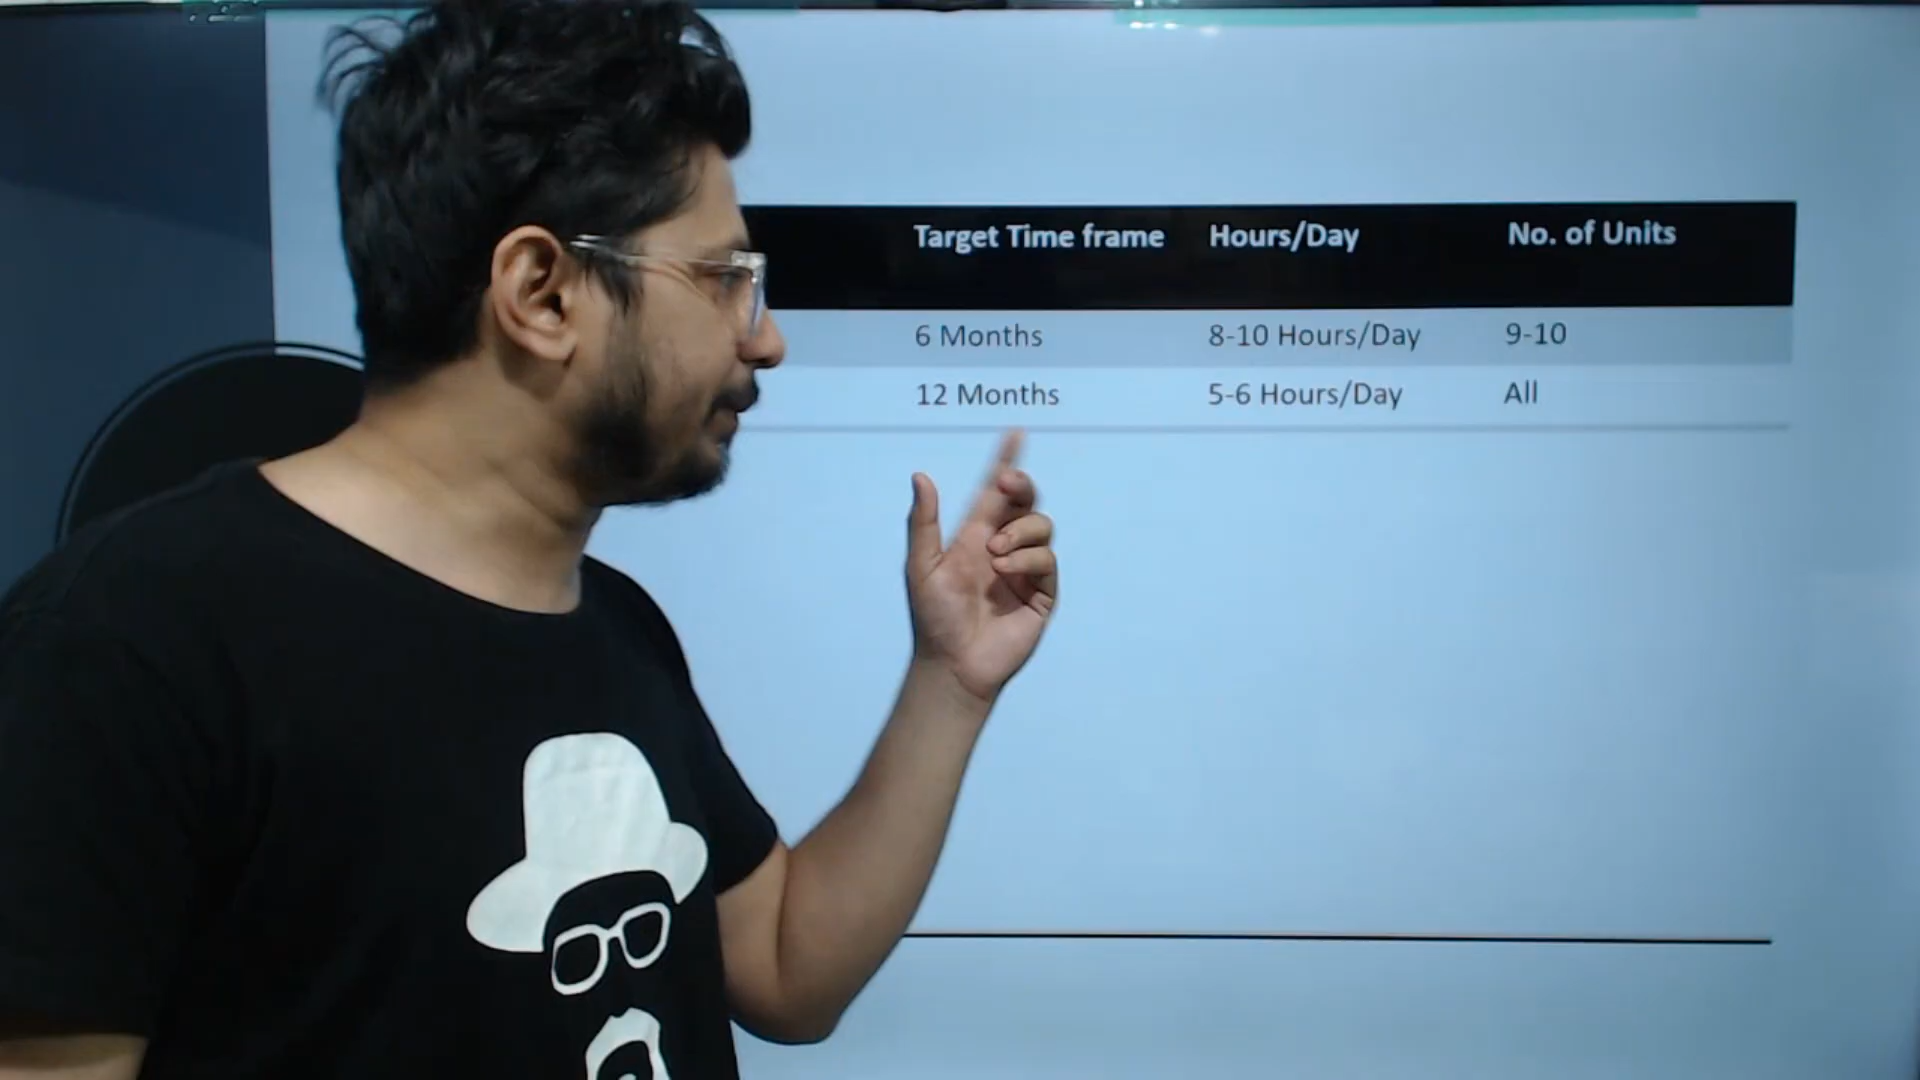 Target Time frame Hours/Day No. of Units
6 Months 8-10 Hours/Day 9-10
12 Months 5-6 Hours/Day All